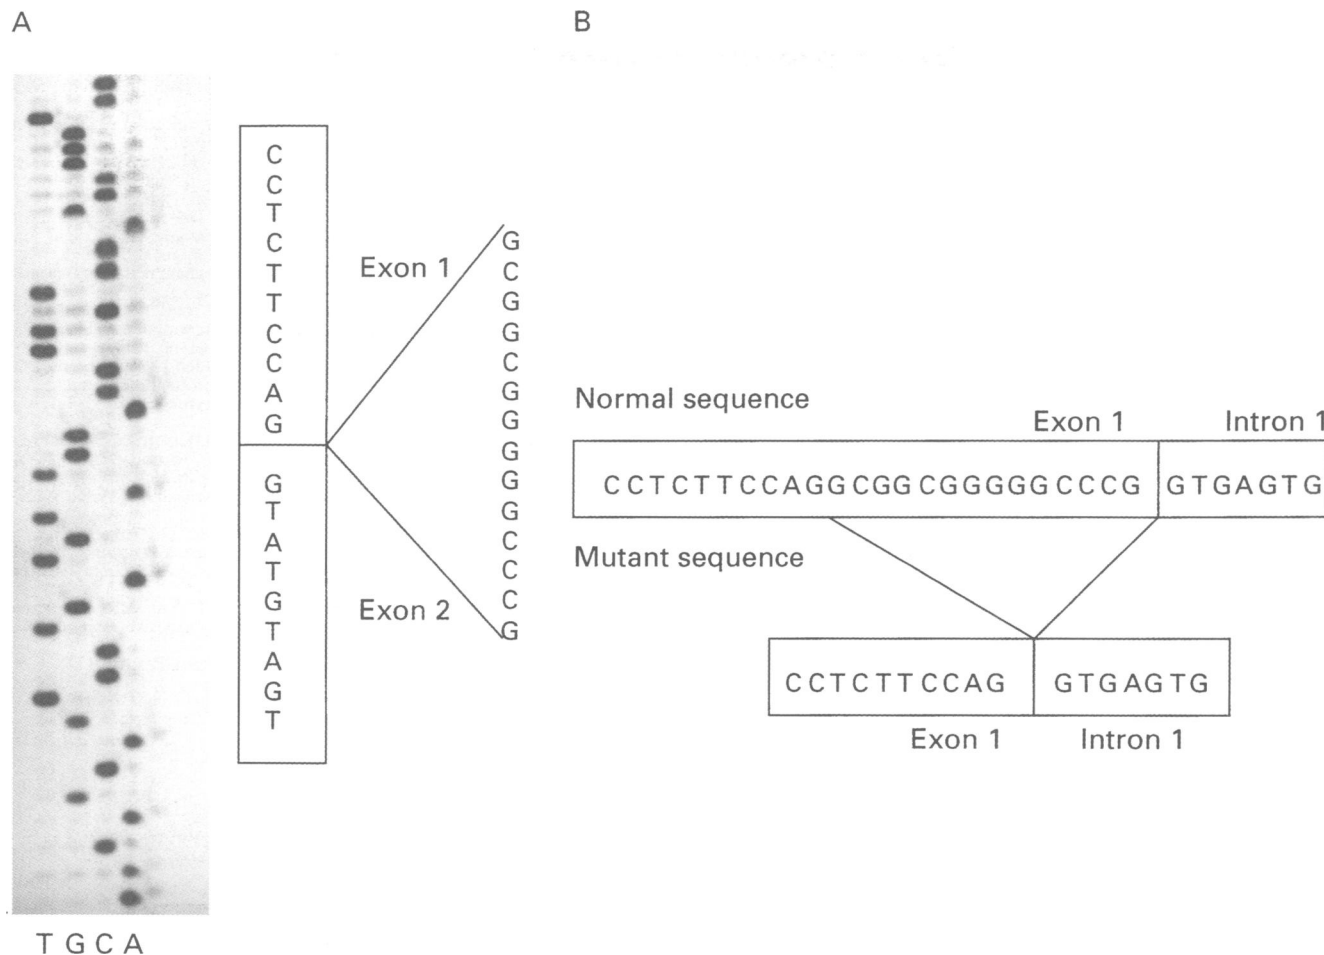 A
B
C
C
T
C
T
T
C
C
A
G
Exon 1
G
T
A
T
G
T
A
G
T
Exon 2
G
C
G
G
C
G
G
G
G
G
C
C
C
G
T G C A
Normal sequence
Exon 1
Intron 1
CCTCTTCCAGGCGGCGGGGGCCCG GTGAGTG
Mutant sequence
CCTCTTCCAG GTGAGTG
Exon 1
Intron 1